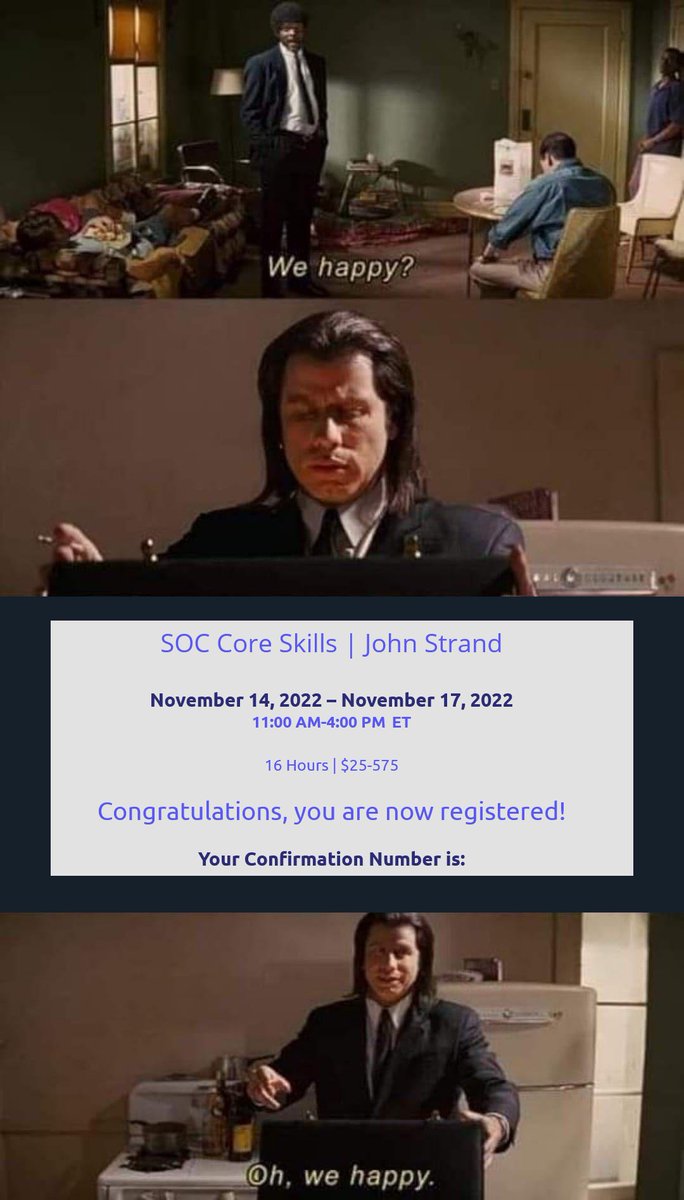 We happy?
SOC Core Skills | John Strand
November 14, 2022 – November 17, 2022
11:00 AM-4:00 PM ET
16 Hours | $25-575
Congratulations, you are now registered!
Your Confirmation Number is:
Oh, we happy.